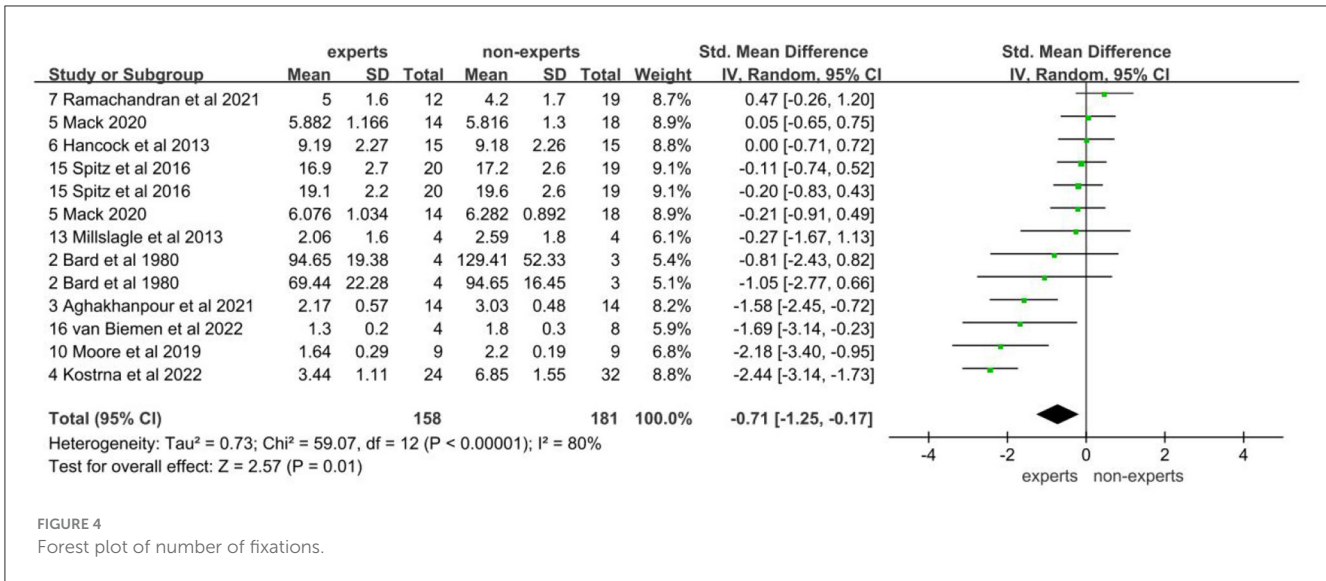 experts non-experts Std. Mean Difference Std. Mean Difference
Study or Subgroup Mean SD Total Mean SD Total Weight IV, Random, 95% CI IV, Random, 95% CI
7 Ramachandran et al 2021 5 1.6 12 4.2 1.7 19 8.7% 0.47 [-0.26, 1.20]
5 Mack 2020 5.882 1.166 14 5.816 1.3 18 8.9% 0.05 [-0.65, 0.75]
6 Hancock et al 2013 9.19 2.27 15 9.18 2.26 15 8.8% 0.00 [-0.71, 0.72]
15 Spitz et al 2016 16.9 2.7 20 17.2 2.6 19 9.1% -0.11 [-0.74, 0.52]
15 Spitz et al 2016 19.1 2.2 20 19.6 2.6 19 9.1% -0.20 [-0.83, 0.43]
5 Mack 2020 6.076 1.034 14 6.282 0.892 18 8.9% -0.21 [-0.91, 0.49]
13 Millslagle et al 2013 2.06 1.6 4 2.59 1.8 4 6.1% -0.27 [-1.67, 1.13]
2 Bard et al 1980 94.65 19.38 4 129.41 52.33 3 5.4% -0.81 [-2.43, 0.82]
2 Bard et al 1980 69.44 22.28 4 94.65 16.45 3 5.1% -1.05 [-2.77, 0.66]
3 Aghakhanpour et al 2021 2.17 0.57 14 3.03 0.48 14 8.2% -1.58 [-2.45, -0.72]
16 van Biemen et al 2022 1.3 0.2 4 1.8 0.3 8 5.9% -1.69 [-3.14, -0.23]
10 Moore et al 2019 1.64 0.29 9 2.2 0.19 9 6.8% -2.18 [-3.40, -0.95]
4 Kostrna et al 2022 3.44 1.11 24 6.85 1.55 32 8.8% -2.44 [-3.14, -1.73]
Total (95% CI) 158 181 100.0% -0.71 [-1.25, -0.17]
Heterogeneity: Tau² = 0.73; Chi² = 59.07, df = 12 (P < 0.00001); I² = 80%
Test for overall effect: Z = 2.57 (P = 0.01)
-4 -2 0 2 4
experts non-experts
FIGURE 4
Forest plot of number of fixations.